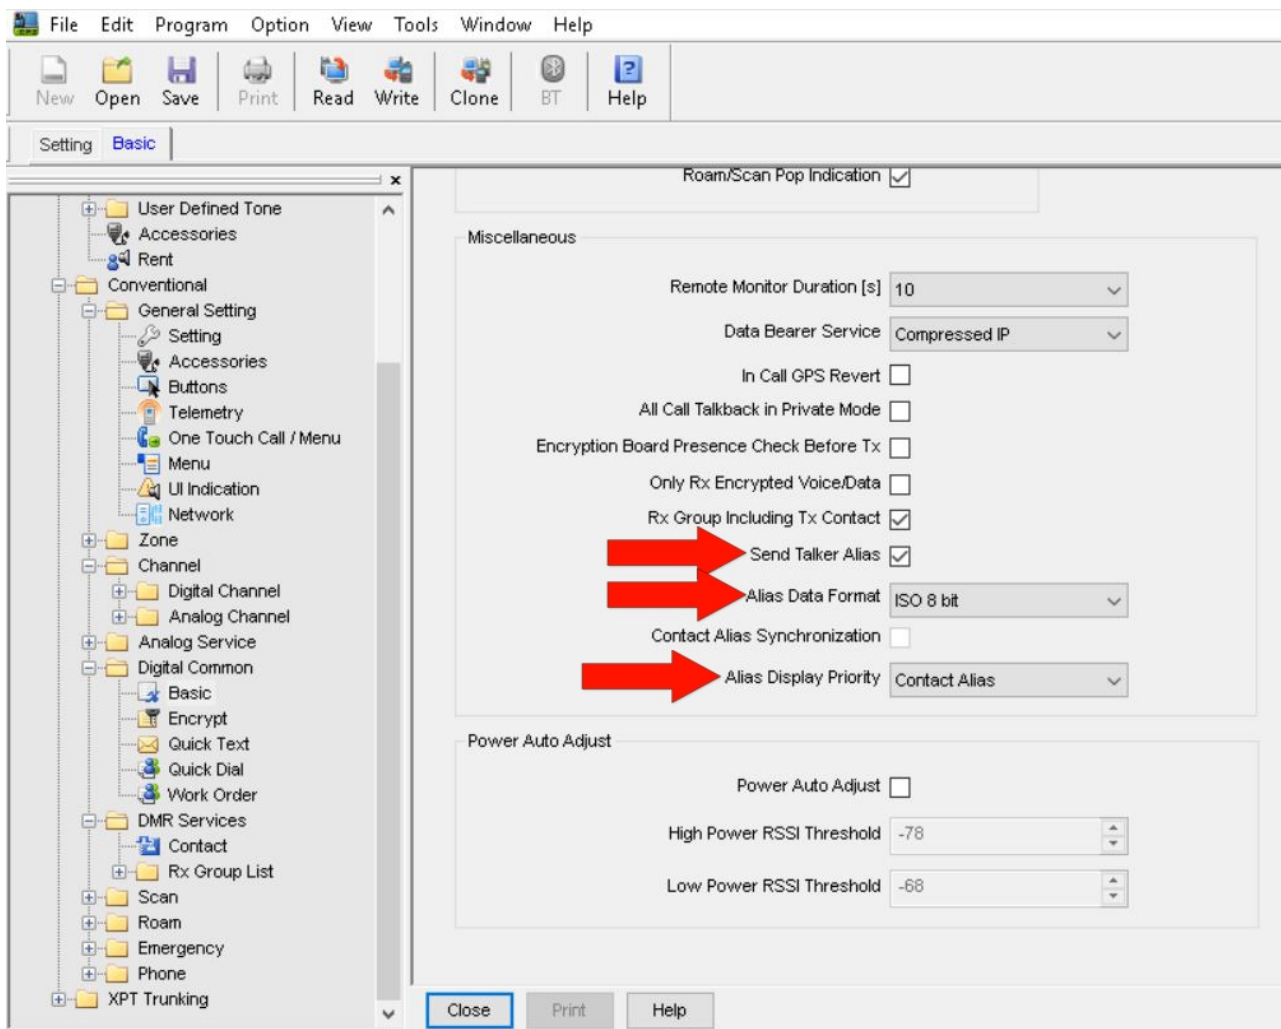 File Edit Program Option View Tools Window Help
New Open Save Print Read Write Clone BT Help
Setting Basic
User Defined Tone
Accessories
Rent
Conventional
General Setting
Setting
Accessories
Buttons
Telemetry
One Touch Call / Menu
Menu
UI Indication
Network
Zone
Channel
Digital Channel
Analog Channel
Analog Service
Digital Common
Basic
Encrypt
Quick Text
Quick Dial
Work Order
DMR Services
Contact
Rx Group List
Scan
Roam
Emergency
Phone
XPT Trunking
Roam/Scan Pop Indication
Miscellaneous
Remote Monitor Duration [s] 10
Data Bearer Service Compressed IP
In Call GPS Revert
All Call Talkback in Private Mode
Encryption Board Presence Check Before Tx
Only Rx Encrypted Voice/Data
Rx Group Including Tx Contact
Send Talker Alias
Alias Data Format ISO 8 bit
Contact Alias Synchronization
Alias Display Priority Contact Alias
Power Auto Adjust
Power Auto Adjust
High Power RSSI Threshold -78
Low Power RSSI Threshold -68
Close Print Help